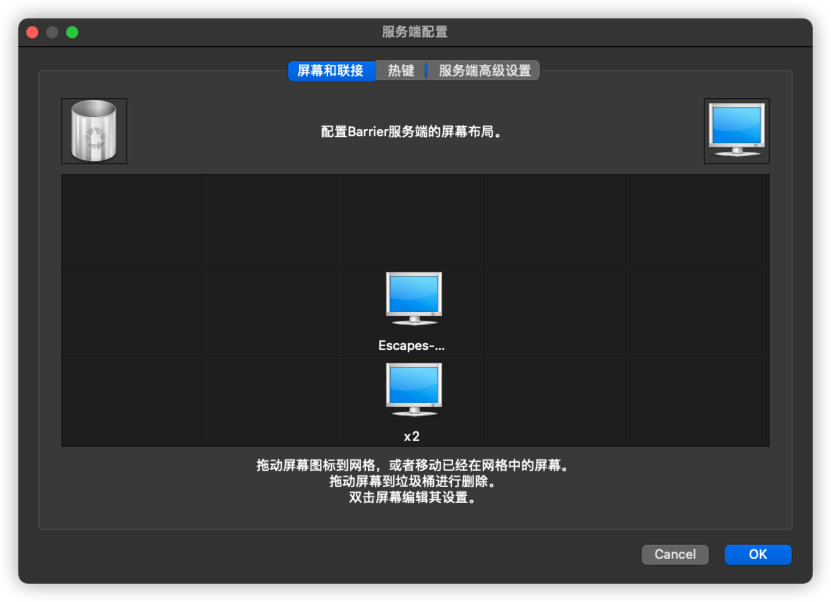 服务端配置
屏幕和联接 热键 服务端高级设置
配置Barrier服务端的屏幕布局。
Escapes-...
x2
拖动屏幕图标到网格，或者移动已经在网格中的屏幕。
拖动屏幕到垃圾桶进行删除。
双击屏幕编辑其设置。
Cancel OK